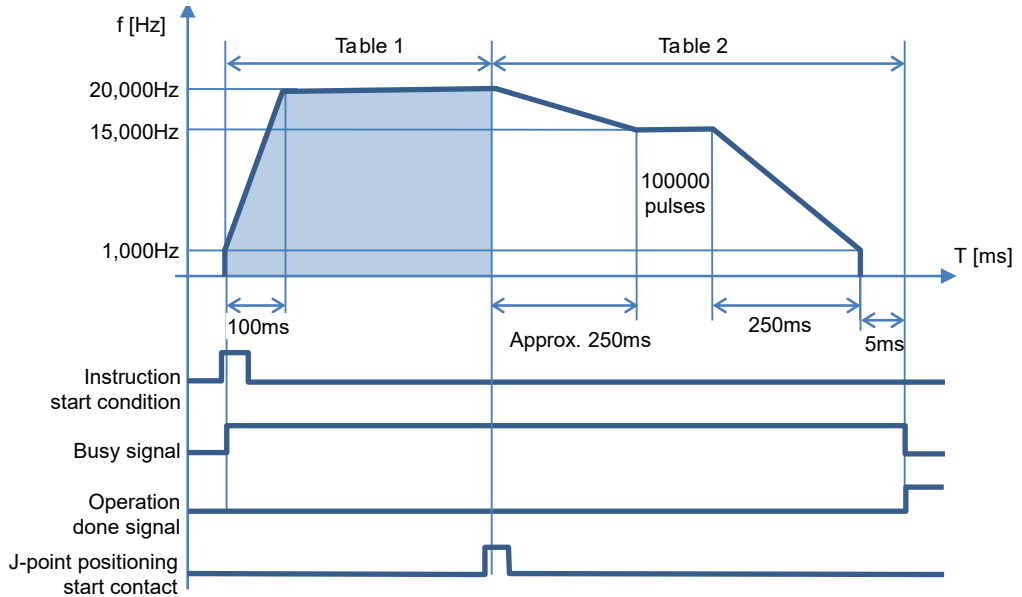 f [Hz]
Table 1
Table 2
20,000Hz
15,000Hz
100000
pulses
1,000Hz
T [ms]
100ms
Approx. 250ms
250ms
5ms
Instruction
start condition
Busy signal
Operation
done signal
J-point positioning
start contact